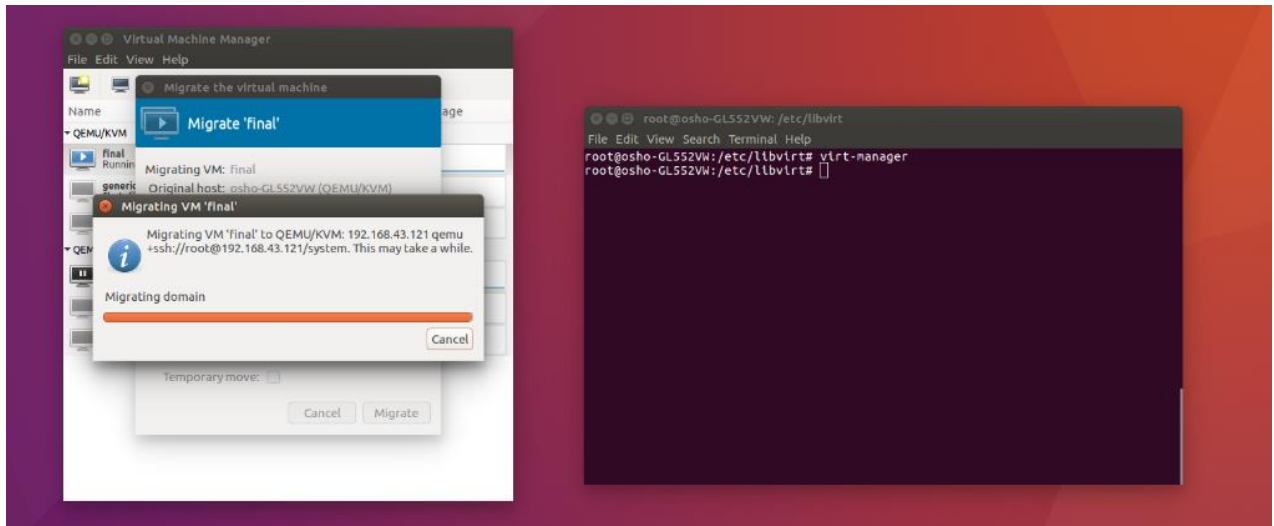 Virtual Machine Manager
File Edit View Help
Migrate the virtual machine
Name
age
Migrate 'final'
QEMU/KVM
final
Runnin
Migrating VM: final
generic
Original host: osho-GL552VW (QEMU/KVM)
Migrating VM 'final'
Migrating VM 'final' to QEMU/KVM: 192.168.43.121 qemu
+ssh://root@192.168.43.121/system. This may take a while.
QEM
Migrating domain
Cancel
Temporary move:
Cancel Migrate
root@osho-GL552VW: /etc/libvirt
File Edit View Search Terminal Help
root@osho-GL552VW:/etc/libvirt# virt-manager
root@osho-GL552VW:/etc/libvirt#